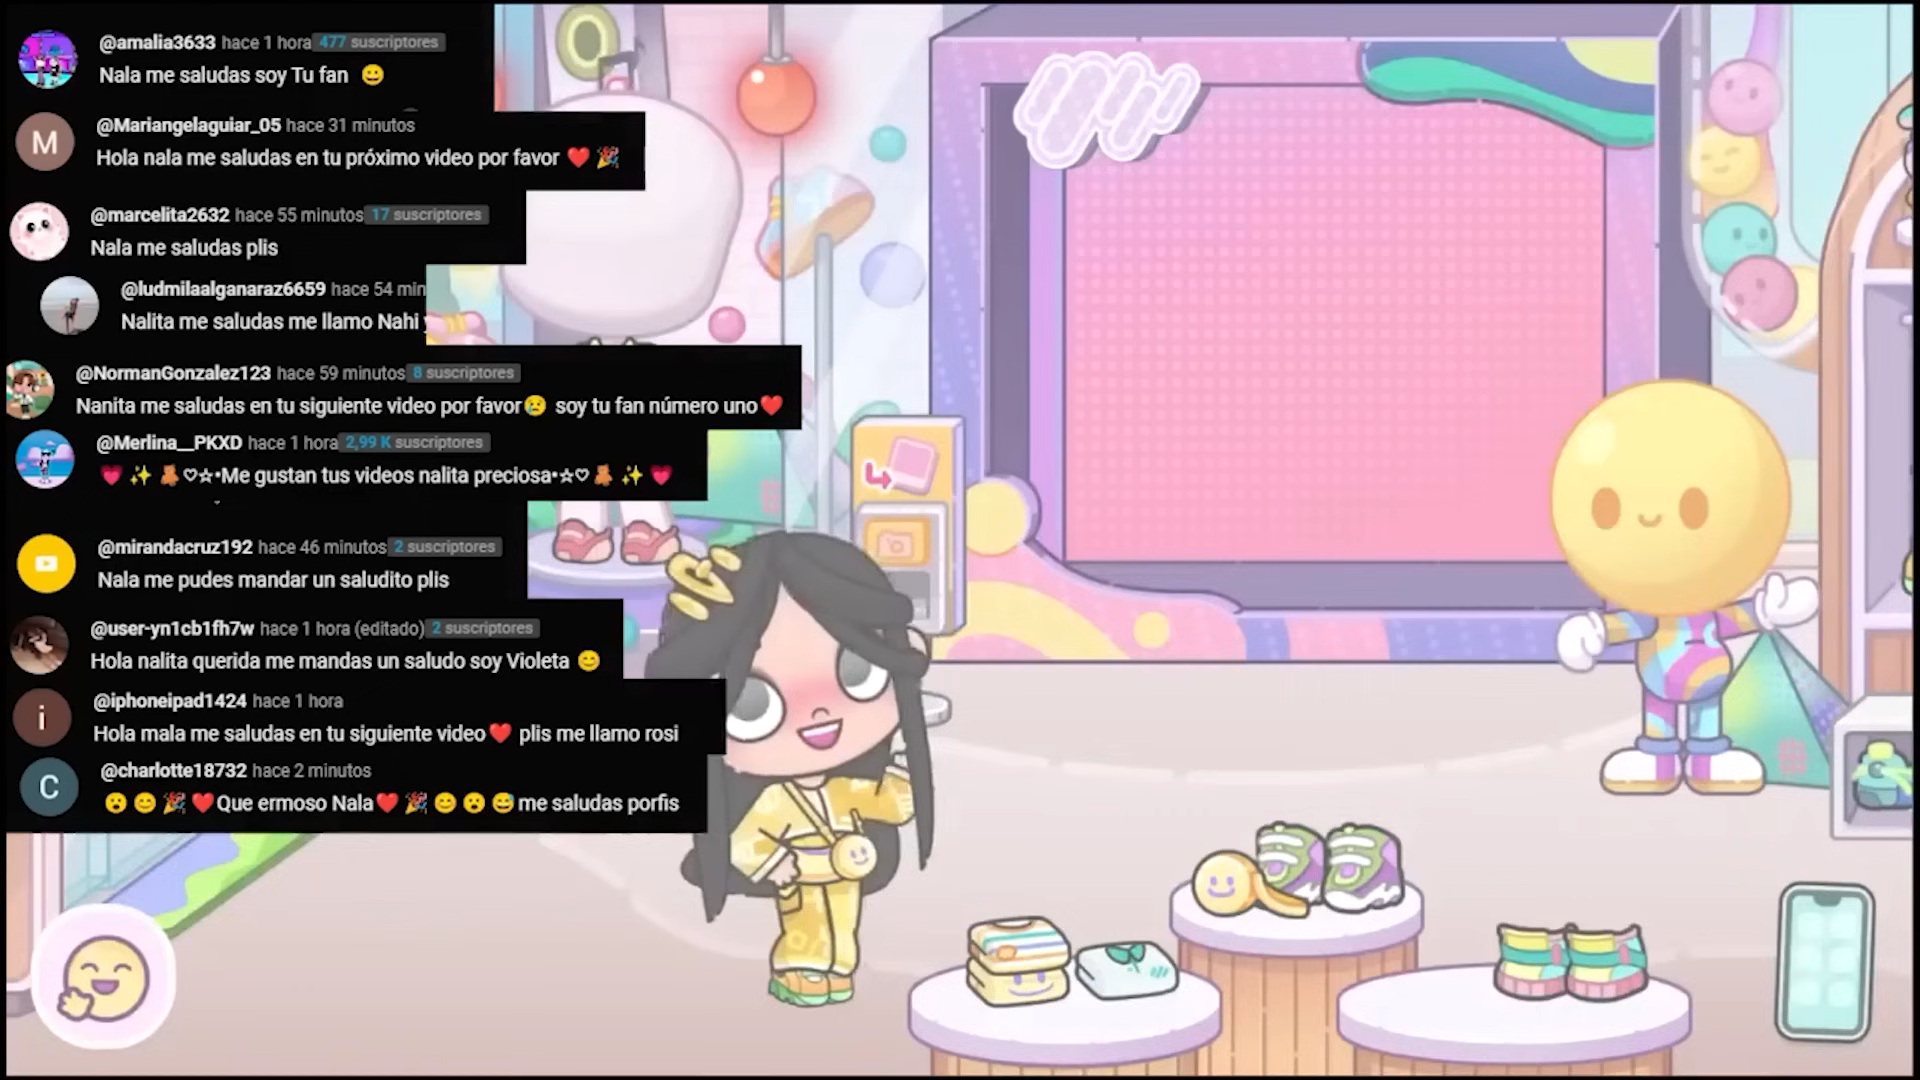 @amalia3633 hace 1 hora 477 suscriptores
Nala me saludas soy Tu fan 😀
M
@Mariangelaguiar_05 hace 31 minutos
Hola nala me saludas en tu próximo video por favor ❤️ 🎉
@marcelita2632 hace 55 minutos 17 suscriptores
Nala me saludas plis
@ludmilaalganaraz6659 hace 54 min
Nalita me saludas me llamo Nahi
@NormanGonzalez123 hace 59 minutos 8 suscriptores
Nanita me saludas en tu siguiente video por favor😢 soy tu fan número uno❤️
@Merlina__PKXD hace 1 hora 2,99 K suscriptores
💗 ✨ 🧸♡☆•Me gustan tus videos nalita preciosa•☆♡🧸 ✨ 💗
@mirandacruz192 hace 46 minutos 2 suscriptores
Nala me pudes mandar un saludito plis
@user-yn1cb1fh7w hace 1 hora (editado) 2 suscriptores
Hola nalita querida me mandas un saludo soy Violeta 😊
i
@iphoneipad1424 hace 1 hora
Hola mala me saludas en tu siguiente video❤️ plis me llamo rosi
C
@charlotte18732 hace 2 minutos
😮 😊 🎉 ❤️Que ermoso Nala❤️ 🎉 😊 😮 😅me saludas porfis